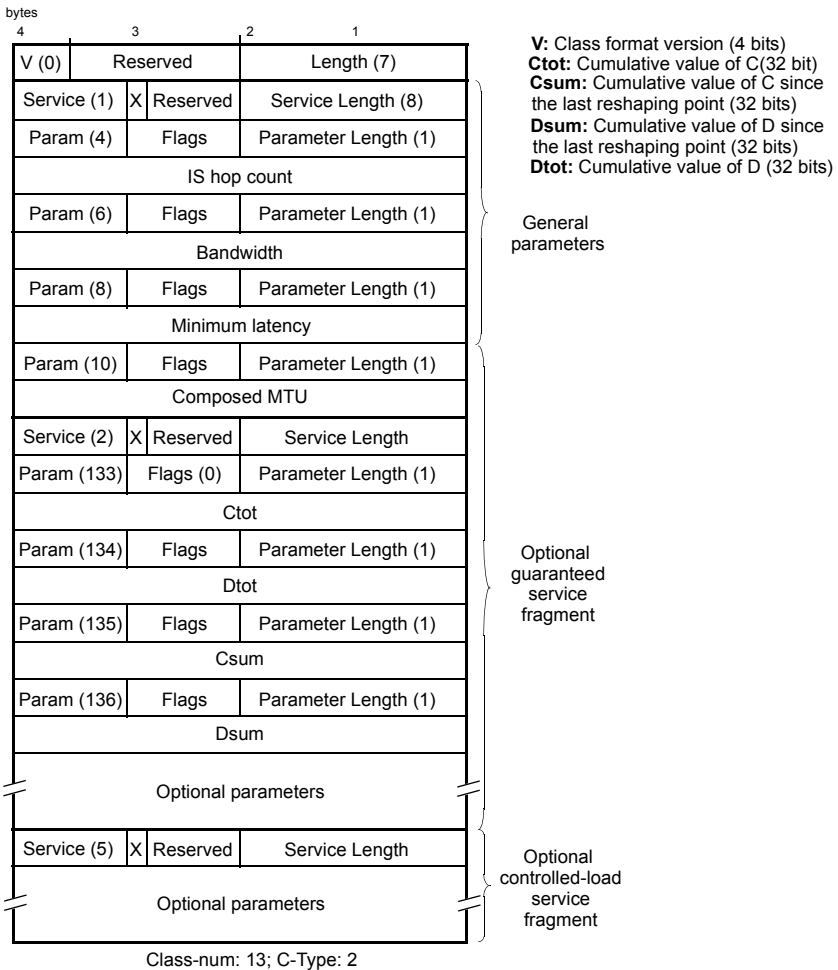 bytes
4 3 2 1
V (0) Reserved Length (7)
Service (1) X Reserved Service Length (8)
Param (4) Flags Parameter Length (1)
IS hop count
Param (6) Flags Parameter Length (1)
Bandwidth
Param (8) Flags Parameter Length (1)
Minimum latency
Param (10) Flags Parameter Length (1)
Composed MTU
Service (2) X Reserved Service Length
Param (133) Flags (0) Parameter Length (1)
Ctot
Param (134) Flags Parameter Length (1)
Dtot
Param (135) Flags Parameter Length (1)
Csum
Param (136) Flags Parameter Length (1)
Dsum
Optional parameters
Service (5) X Reserved Service Length
Optional parameters
Class-num: 13; C-Type: 2
V: Class format version (4 bits)
Ctot: Cumulative value of C(32 bit)
Csum: Cumulative value of C since
the last reshaping point (32 bits)
Dsum: Cumulative value of D since
the last reshaping point (32 bits)
Dtot: Cumulative value of D (32 bits)
General
parameters
Optional
guaranteed
service
fragment
Optional
controlled-load
service
fragment